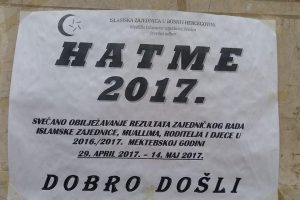 ISLAMSKA ZAJEDNICA U BOSNI I HERCEGOVINI
HATME
2017.
SVEČANO OBILJEŽAVANJE REZULTATA ZAJEDNIČKOG RADA
ISLAMSKE ZAJEDNICE, MUALLIMA, RODITELJA I DJECE U
2016./2017. MEKTEBSKOJ GODINI
29. APRIL 2017. – 14. MAJ 2017.
DOBRO DOŠLI